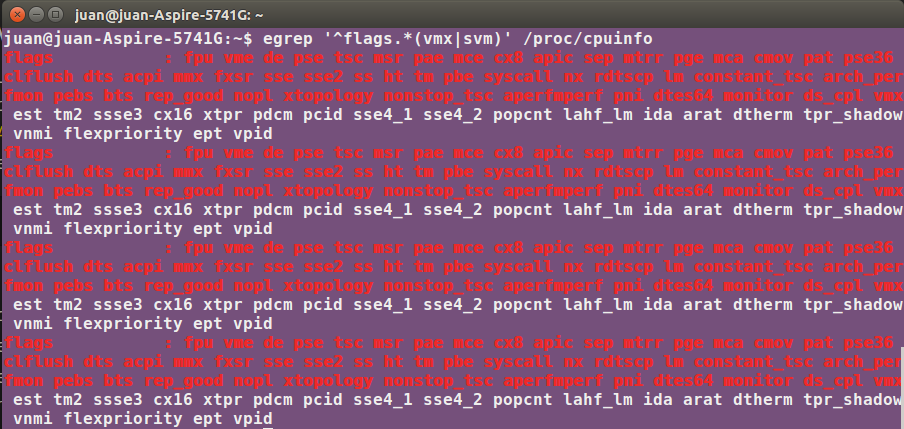 juan@juan-Aspire-5741G: ~
juan@juan-Aspire-5741G:~$ egrep '^flags.*(vmx|svm)' /proc/cpuinfo
flags : fpu vme de pse tsc msr pae mce cx8 apic sep mtrr pge mca cmov pat pse36
clflush dts acpi mmx fxsr sse sse2 ss ht tm pbe syscall nx rdtscp lm constant_tsc arch_per
fmon pebs bts rep_good nopl xtopology nonstop_tsc aperfmperf pni dtes64 monitor ds_cpl vmx
est tm2 ssse3 cx16 xtpr pdcm pcid sse4_1 sse4_2 popcnt lahf_lm ida arat dtherm tpr_shadow
vnmi flexpriority ept vpid
flags : fpu vme de pse tsc msr pae mce cx8 apic sep mtrr pge mca cmov pat pse36
clflush dts acpi mmx fxsr sse sse2 ss ht tm pbe syscall nx rdtscp lm constant_tsc arch_per
fmon pebs bts rep_good nopl xtopology nonstop_tsc aperfmperf pni dtes64 monitor ds_cpl vmx
est tm2 ssse3 cx16 xtpr pdcm pcid sse4_1 sse4_2 popcnt lahf_lm ida arat dtherm tpr_shadow
vnmi flexpriority ept vpid
flags : fpu vme de pse tsc msr pae mce cx8 apic sep mtrr pge mca cmov pat pse36
clflush dts acpi mmx fxsr sse sse2 ss ht tm pbe syscall nx rdtscp lm constant_tsc arch_per
fmon pebs bts rep_good nopl xtopology nonstop_tsc aperfmperf pni dtes64 monitor ds_cpl vmx
est tm2 ssse3 cx16 xtpr pdcm pcid sse4_1 sse4_2 popcnt lahf_lm ida arat dtherm tpr_shadow
vnmi flexpriority ept vpid
flags : fpu vme de pse tsc msr pae mce cx8 apic sep mtrr pge mca cmov pat pse36
clflush dts acpi mmx fxsr sse sse2 ss ht tm pbe syscall nx rdtscp lm constant_tsc arch_per
fmon pebs bts rep_good nopl xtopology nonstop_tsc aperfmperf pni dtes64 monitor ds_cpl vmx
est tm2 ssse3 cx16 xtpr pdcm pcid sse4_1 sse4_2 popcnt lahf_lm ida arat dtherm tpr_shadow
vnmi flexpriority ept vpid